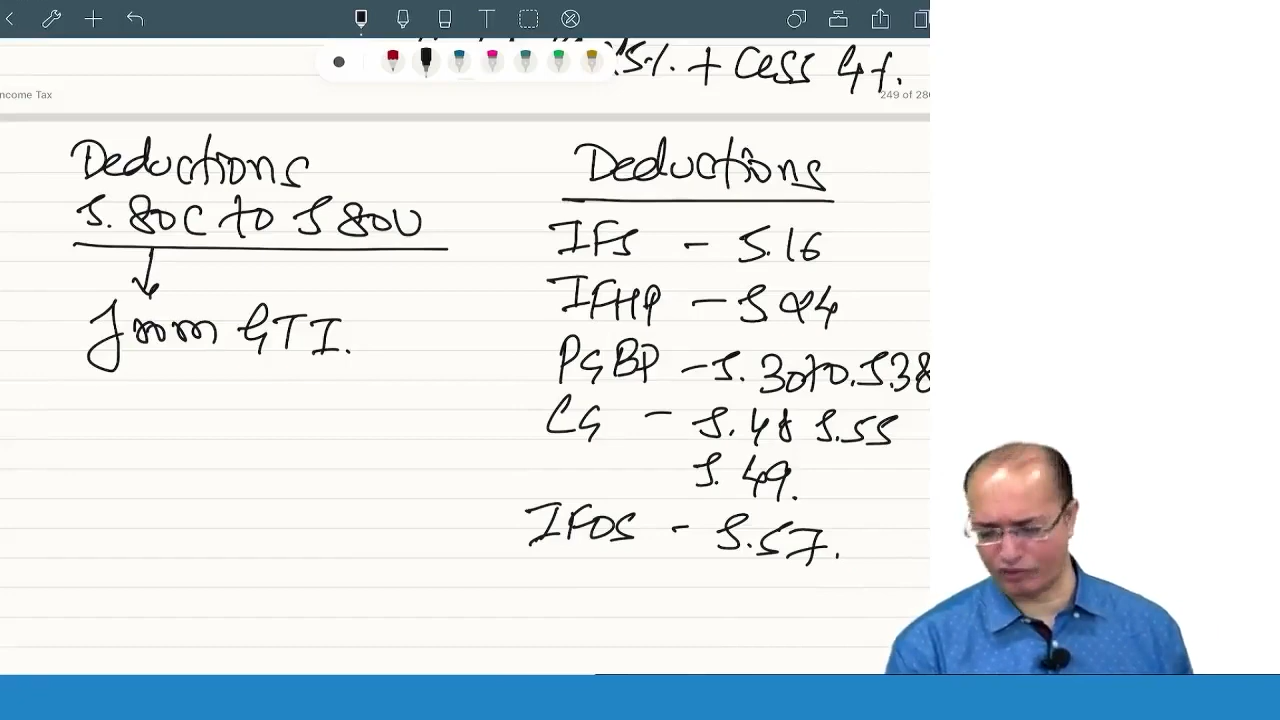 5% + Cess 4%.
ncome Tax
249 of 28
Deductions
S. 80C to S 80U
from GTI.
Deductions
IFS - S.16
IFHP - S 24
PGBP - S. 30 to S.38
CG - S. 48 S.55
S. 49.
IFOS - S.57.